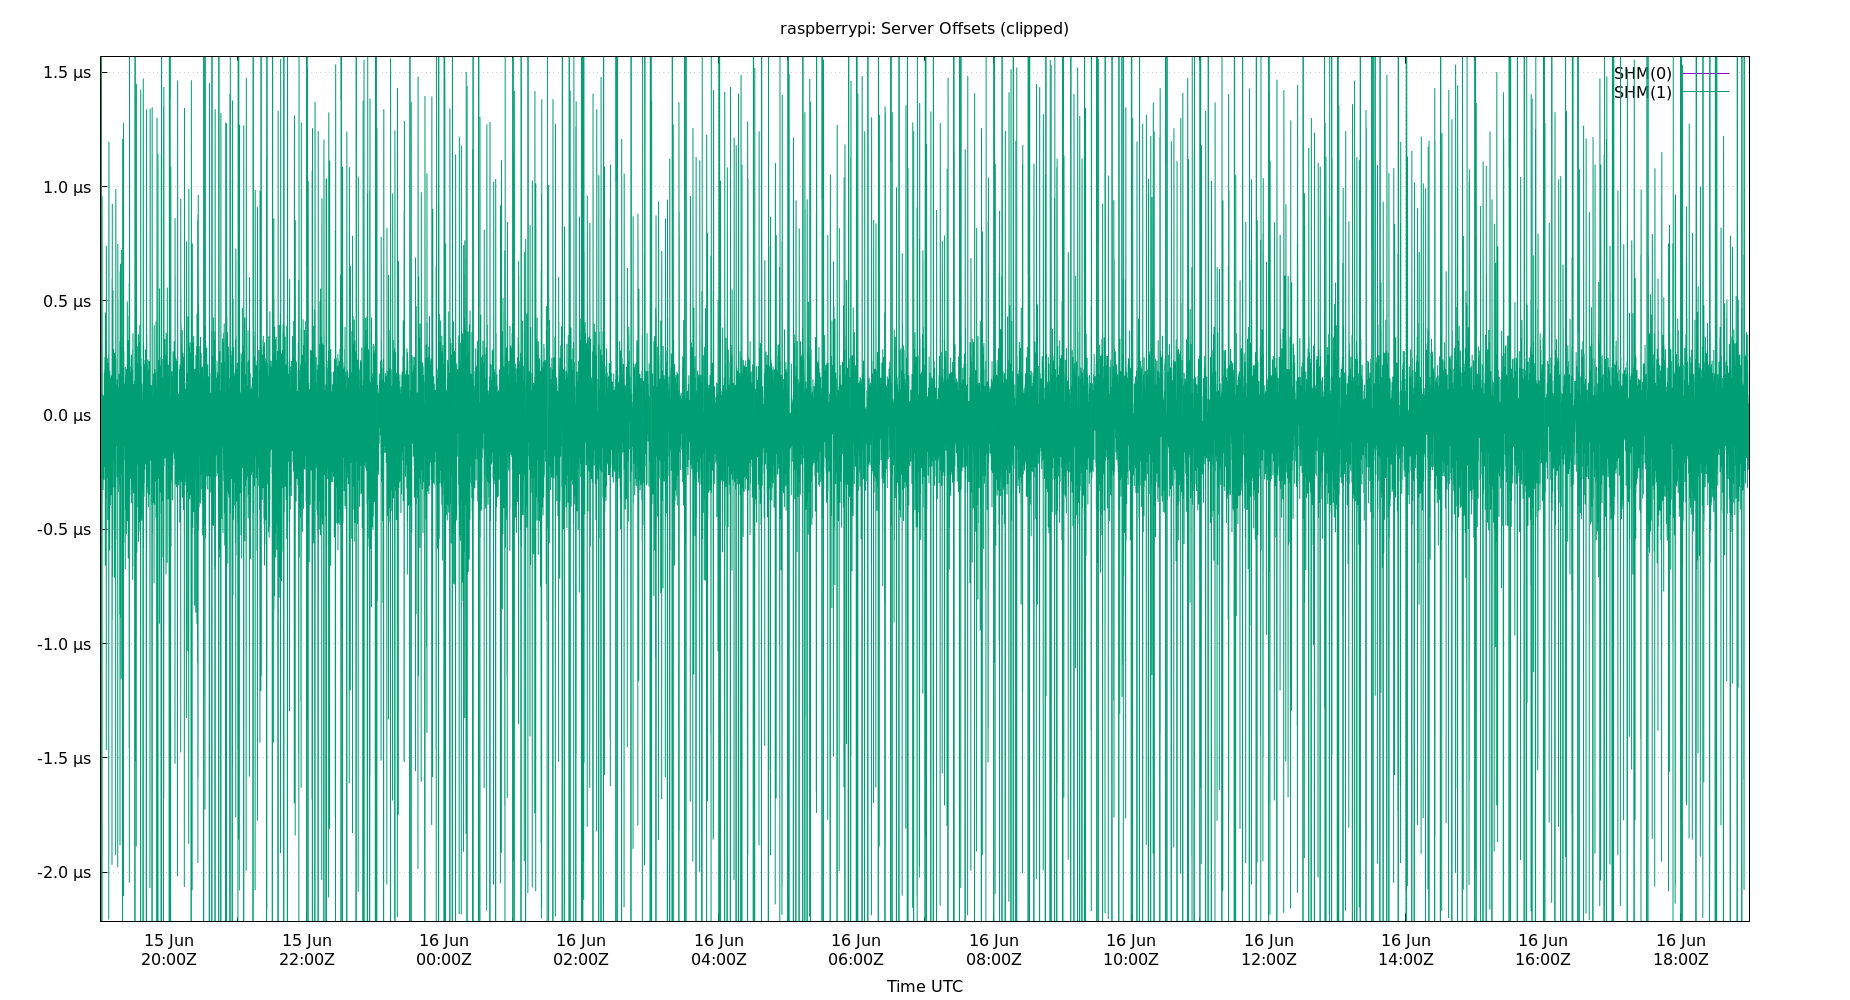 raspberrypi: Server Offsets (clipped)
1.5 µs
1.0 µs
0.5 µs
0.0 µs
-0.5 µs
-1.0 µs
-1.5 µs
-2.0 µs
SHM(0)
SHM(1)
15 Jun 15 Jun 16 Jun 16 Jun 16 Jun 16 Jun 16 Jun 16 Jun 16 Jun 16 Jun 16 Jun 16 Jun
20:00Z 22:00Z 00:00Z 02:00Z 04:00Z 06:00Z 08:00Z 10:00Z 12:00Z 14:00Z 16:00Z 18:00Z
Time UTC